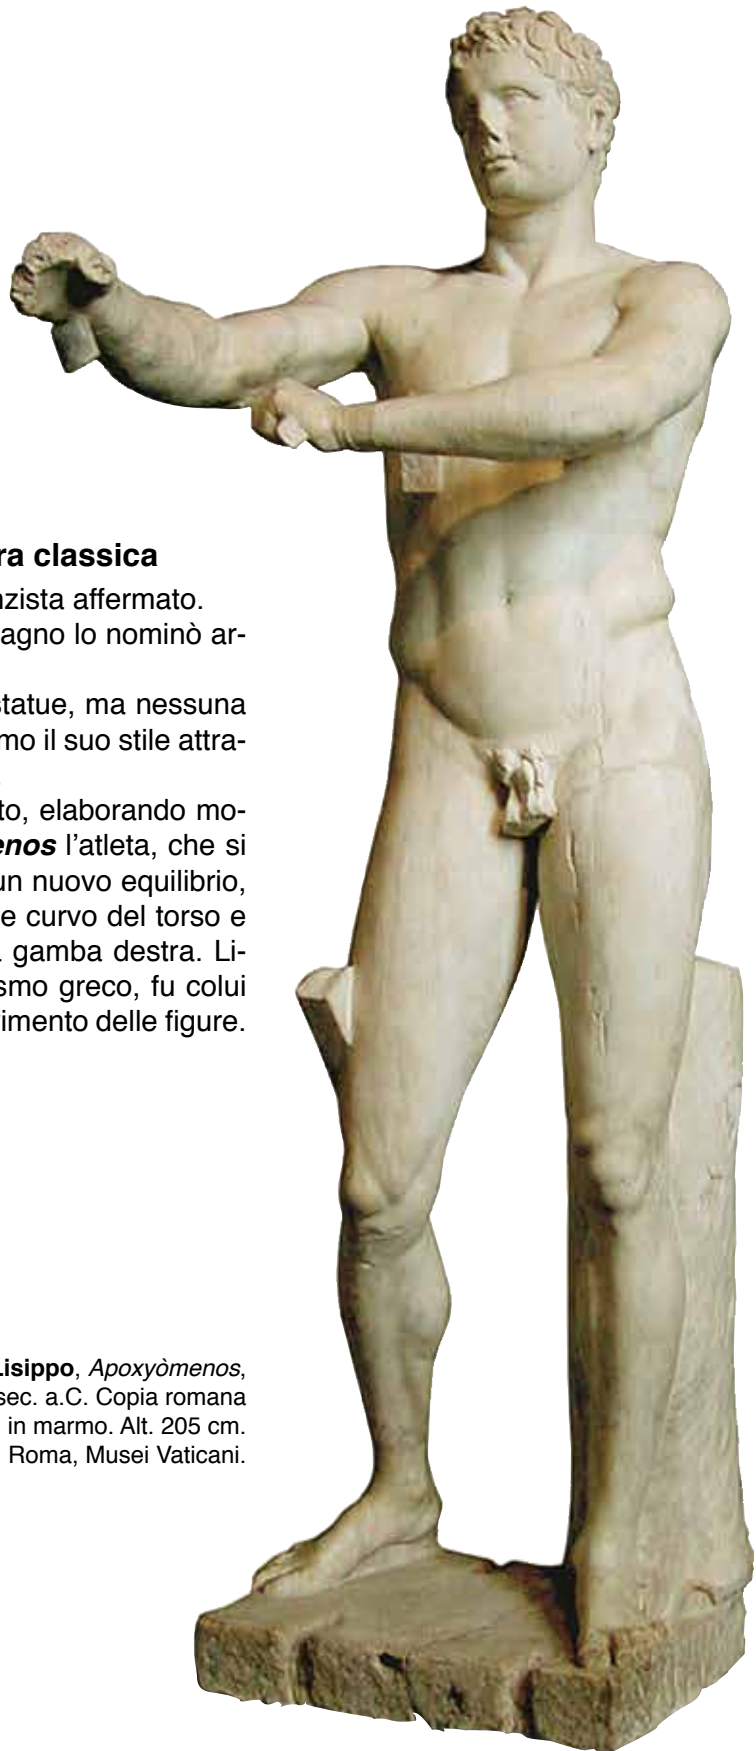 ra classica
nzista affermato.
agno lo nominò ar-
statue, ma nessuna
mo il suo stile attra-
to, elaborando mo-
enos l'atleta, che si
un nuovo equilibrio,
e curvo del torso e
gamba destra. Li-
smo greco, fu colui
imento delle figure.
Lisippo, Apoxyòmenos,
sec. a.C. Copia romana
in marmo. Alt. 205 cm.
Roma, Musei Vaticani.